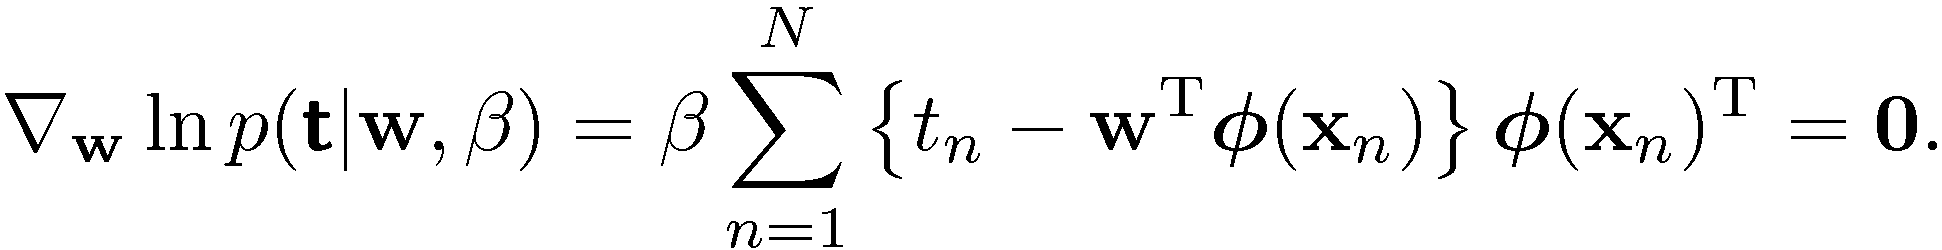 ∇_w ln p(t|w, β) = β ∑_{n=1}^{N} {t_n − w^T ϕ(x_n)} ϕ(x_n)^T = 0.